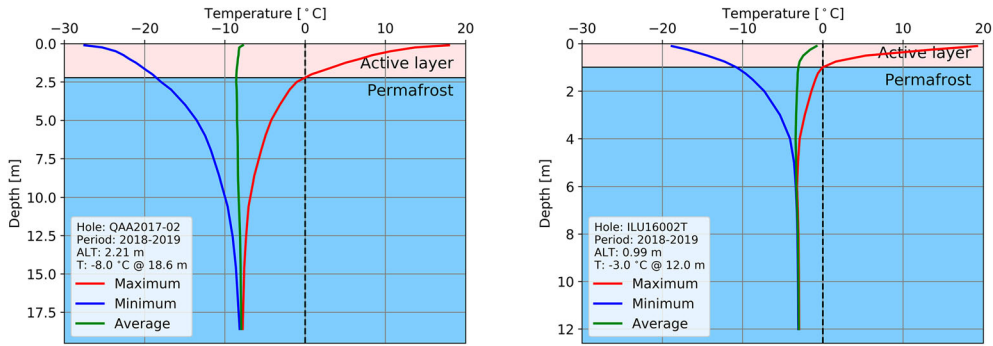 Temperature [°C]
−30 −20 −10 0 10 20
0.0
2.5
5.0
7.5
10.0
12.5
15.0
17.5
Depth [m]
Active layer
Permafrost
Hole: QAA2017-02
Period: 2018-2019
ALT: 2.21 m
T: -8.0 °C @ 18.6 m
Maximum
Minimum
Average
Temperature [°C]
−30 −20 −10 0 10 20
0
2
4
6
8
10
12
Depth [m]
Active layer
Permafrost
Hole: ILU16002T
Period: 2018-2019
ALT: 0.99 m
T: -3.0 °C @ 12.0 m
Maximum
Minimum
Average